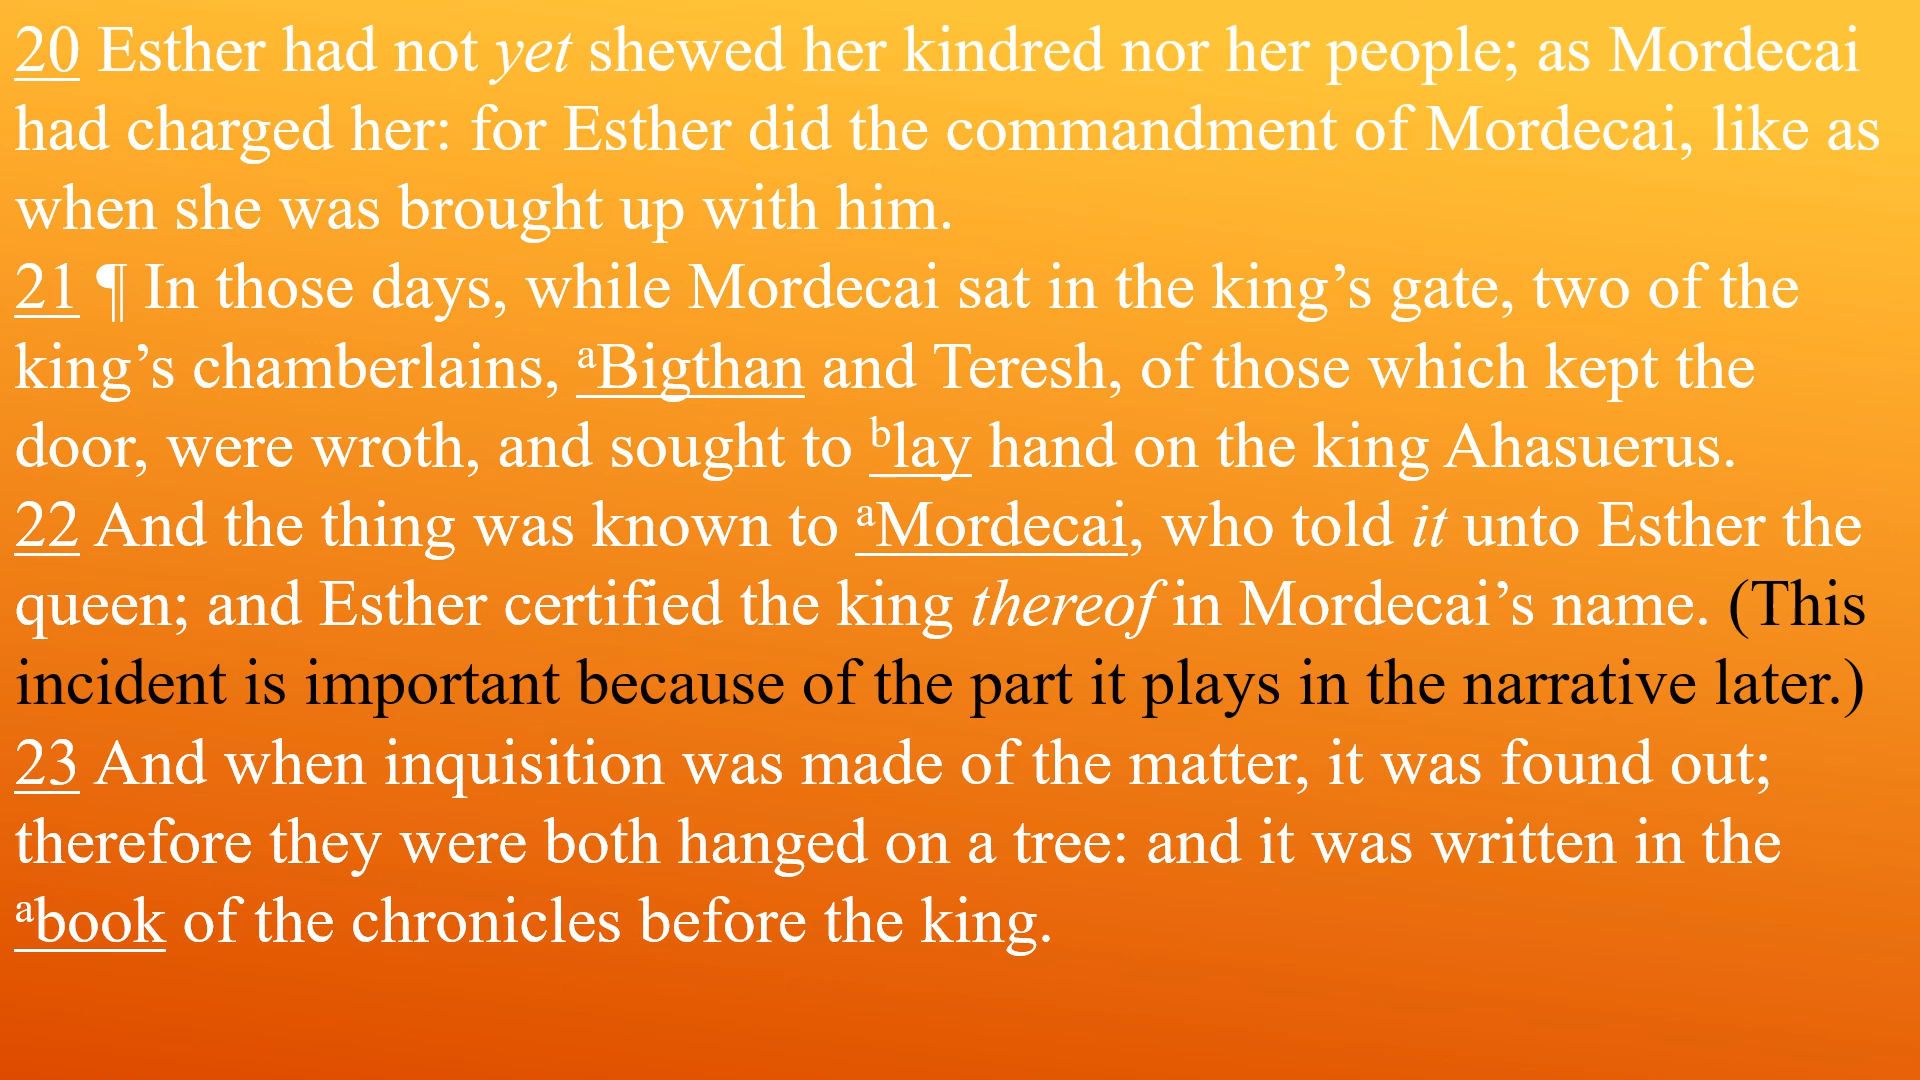 20 Esther had not yet shewed her kindred nor her people; as Mordecai
had charged her: for Esther did the commandment of Mordecai, like as
when she was brought up with him.
21 ¶ In those days, while Mordecai sat in the king’s gate, two of the
king’s chamberlains, aBigthan and Teresh, of those which kept the
door, were wroth, and sought to blay hand on the king Ahasuerus.
22 And the thing was known to aMordecai, who told it unto Esther the
queen; and Esther certified the king thereof in Mordecai’s name. (This
incident is important because of the part it plays in the narrative later.)
23 And when inquisition was made of the matter, it was found out;
therefore they were both hanged on a tree: and it was written in the
abook of the chronicles before the king.